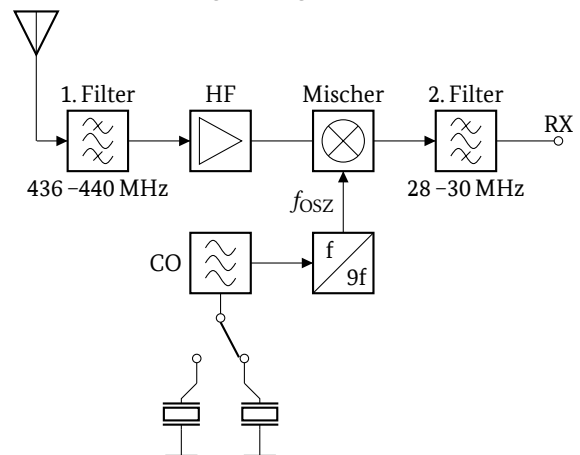 1. Filter
HF
Mischer
2. Filter
RX
436 –440 MHz
28 –30 MHz
fOSZ
CO
f
9f